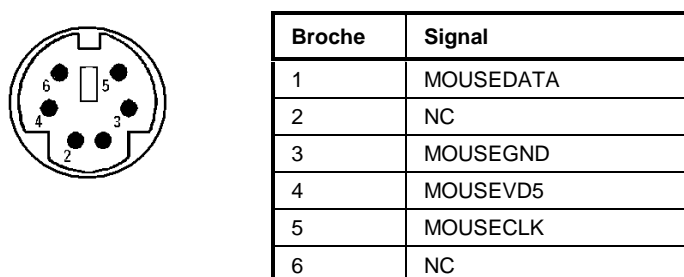 6 5
4 3
2
Broche Signal
1 MOUSEDATA
2 NC
3 MOUSEGND
4 MOUSEVD5
5 MOUSECLK
6 NC